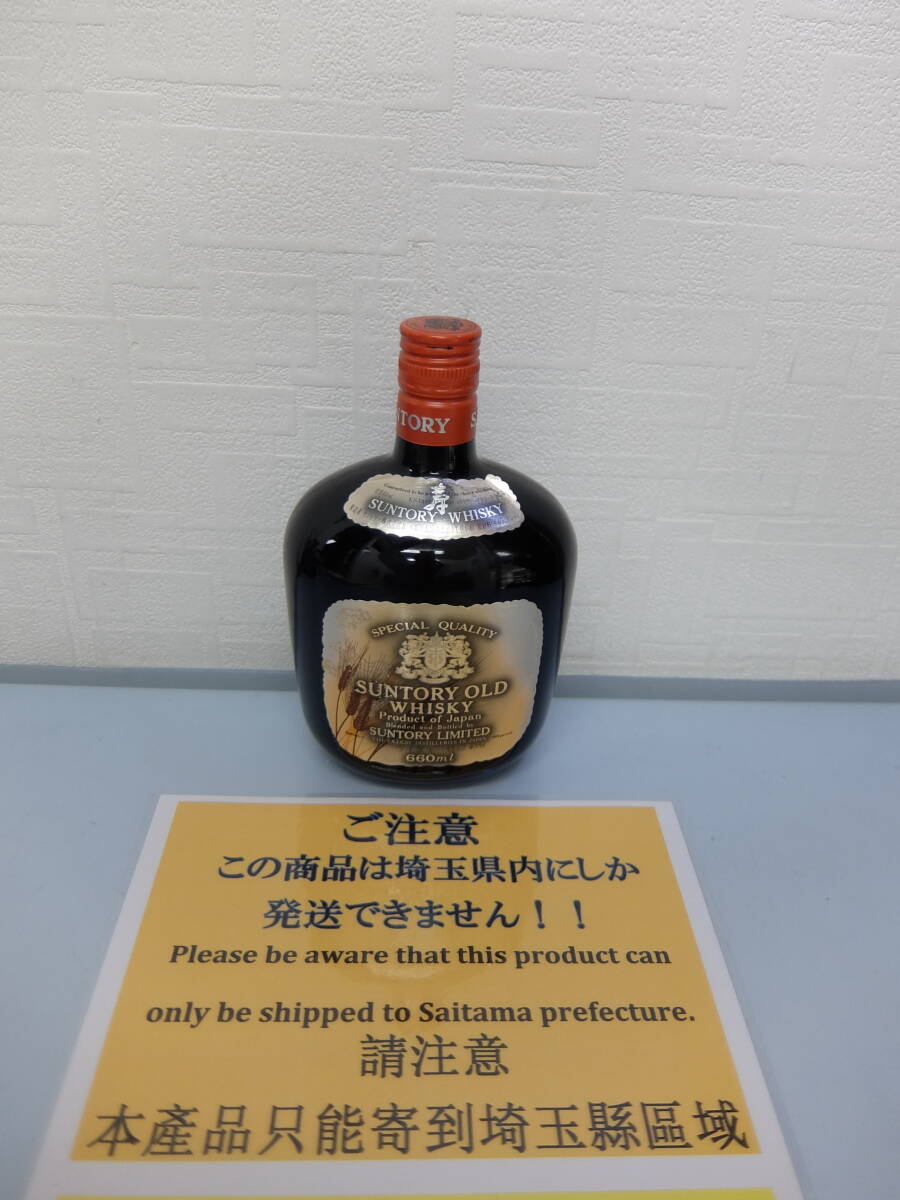 SUNTORY
寿
SUNTORY WHISKY
SPECIAL QUALITY
SUNTORY OLD
WHISKY
Product of Japan
Blended and Bottled by
SUNTORY LIMITED
660ml
ご注意
この商品は埼玉県内にしか
発送できません！！
Please be aware that this product can
only be shipped to Saitama prefecture.
請注意
本產品只能寄到埼玉縣區域